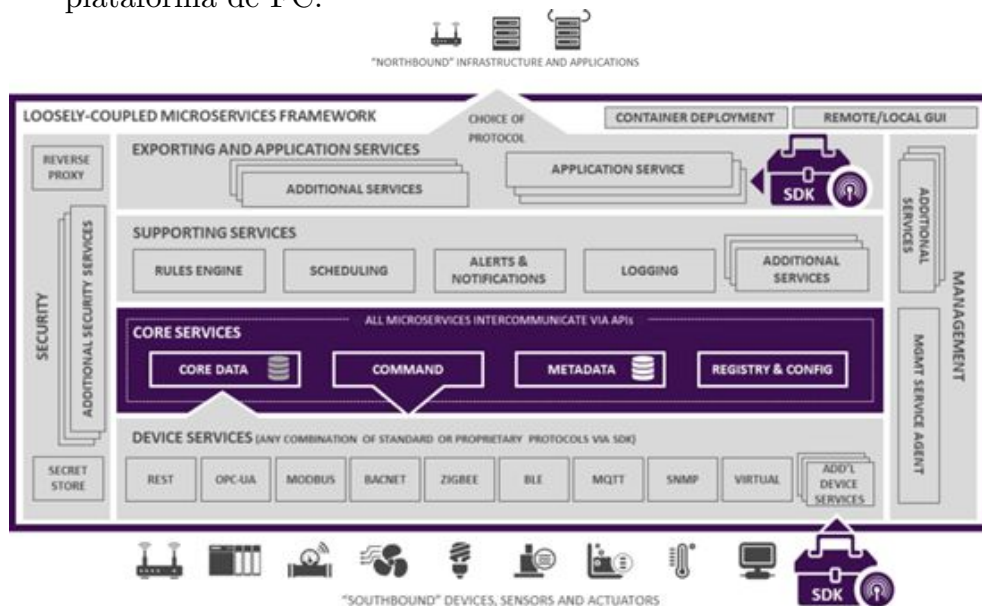 plataforma de FC.
"NORTHBOUND" INFRASTRUCTURE AND APPLICATIONS
LOOSELY-COUPLED MICROSERVICES FRAMEWORK
CHOICE OF
PROTOCOL
CONTAINER DEPLOYMENT
REMOTE/LOCAL GUI
REVERSE
PROXY
EXPORTING AND APPLICATION SERVICES
ADDITIONAL SERVICES
APPLICATION SERVICE
SDK
ADDITIONAL
SERVICES
SUPPORTING SERVICES
RULES ENGINE
SCHEDULING
ALERTS &
NOTIFICATIONS
LOGGING
ADDITIONAL
SERVICES
SECURITY
ADDITIONAL SECURITY SERVICES
MANAGEMENT
ALL MICROSERVICES INTERCOMMUNICATE VIA APIs
CORE SERVICES
CORE DATA
COMMAND
METADATA
REGISTRY & CONFIG
MGMT SERVICE AGENT
DEVICE SERVICES (ANY COMBINATION OF STANDARD OR PROPRIETARY PROTOCOLS VIA SDK)
SECRET
STORE
REST
OPC-UA
MODBUS
BACNET
ZIGBEE
BLE
MQTT
SNMP
VIRTUAL
ADD'L
DEVICE
SERVICES
SDK
"SOUTHBOUND" DEVICES, SENSORS AND ACTUATORS